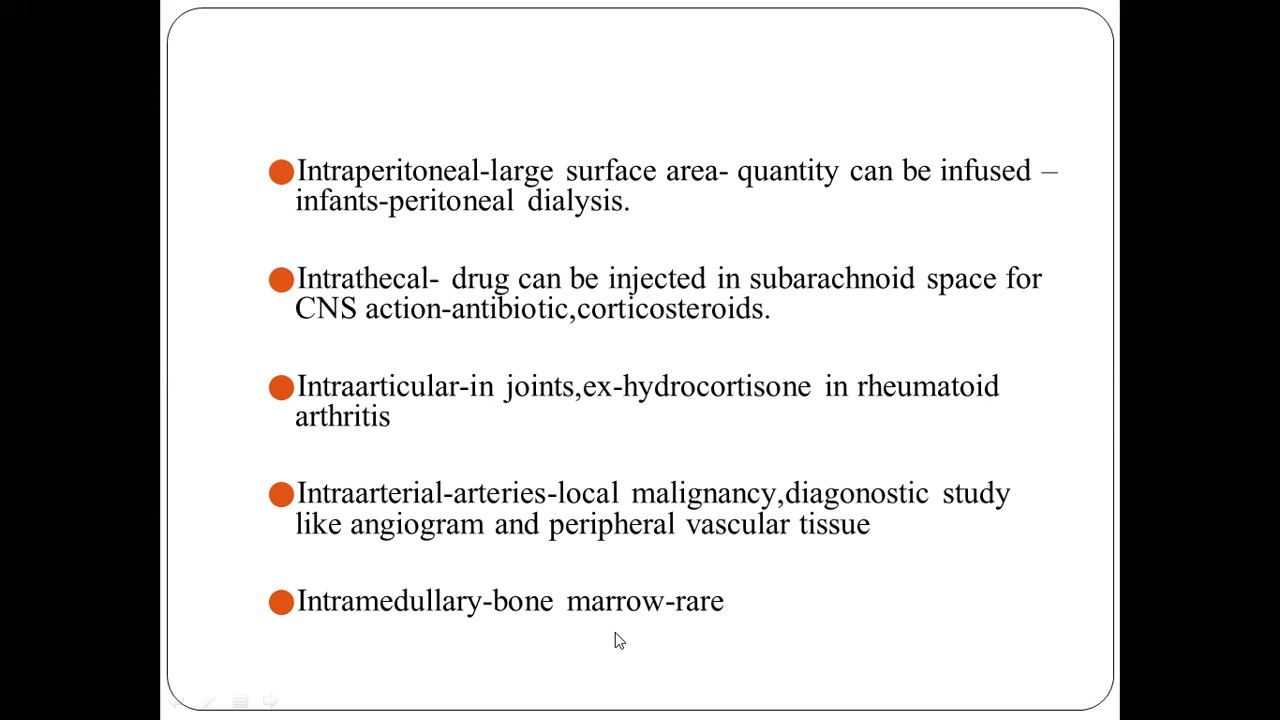 Intraperitoneal-large surface area- quantity can be infused –
infants-peritoneal dialysis.
Intrathecal- drug can be injected in subarachnoid space for
CNS action-antibiotic,corticosteroids.
Intraarticular-in joints,ex-hydrocortisone in rheumatoid
arthritis
Intraarterial-arteries-local malignancy,diagonostic study
like angiogram and peripheral vascular tissue
Intramedullary-bone marrow-rare